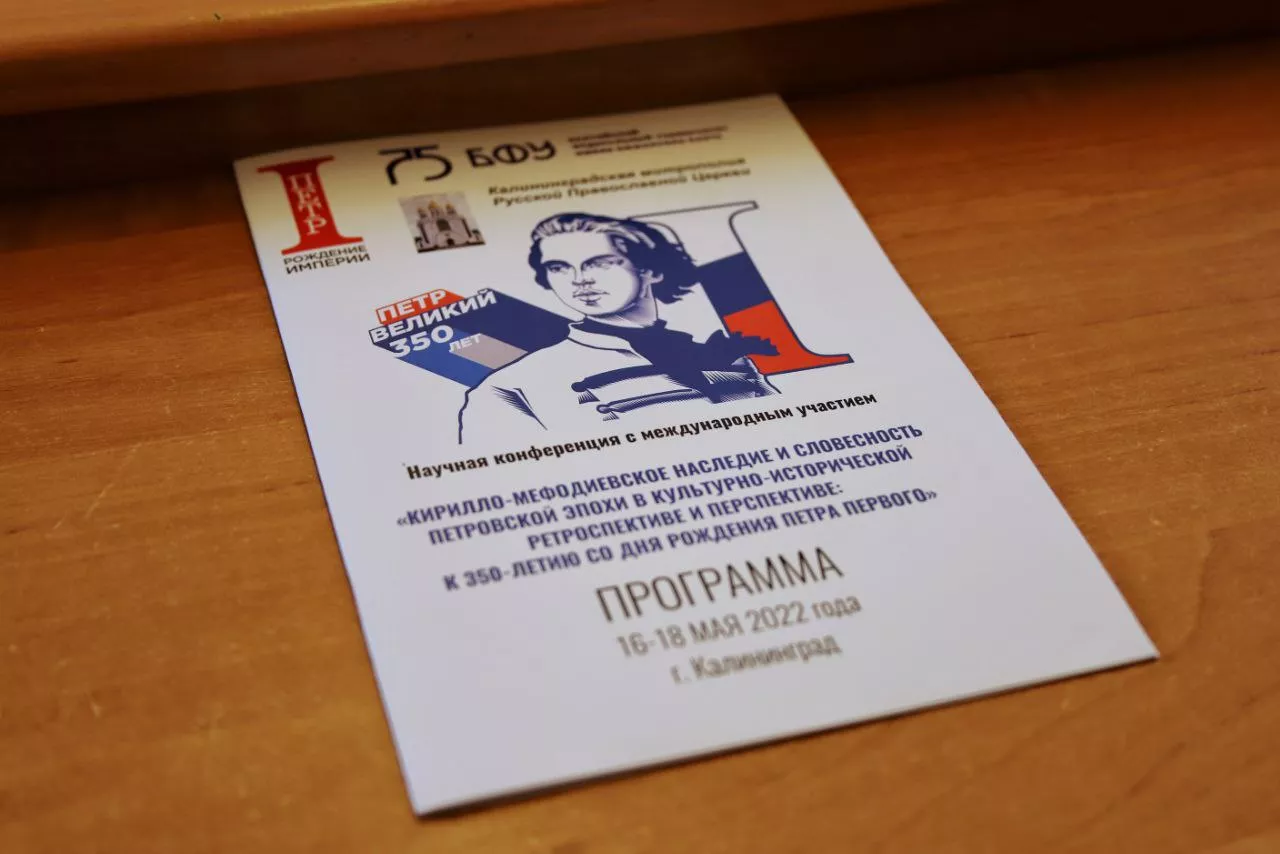 ПЕТР
I
РОЖДЕНИЕ
ИМПЕРИИ
75 БФУ
Калининградская митрополия
Русской Православной Церкви
ПЕТР
ВЕЛИКИЙ
350 ЛЕТ
Научная конференция с международным участием
«КИРИЛЛО-МЕФОДИЕВСКОЕ НАСЛЕДИЕ И СЛОВЕСНОСТЬ
ПЕТРОВСКОЙ ЭПОХИ В КУЛЬТУРНО-ИСТОРИЧЕСКОЙ
РЕТРОСПЕКТИВЕ И ПЕРСПЕКТИВЕ:
К 350-ЛЕТИЮ СО ДНЯ РОЖДЕНИЯ ПЕТРА ПЕРВОГО»
ПРОГРАММА
16-18 МАЯ 2022 года
г. Калининград